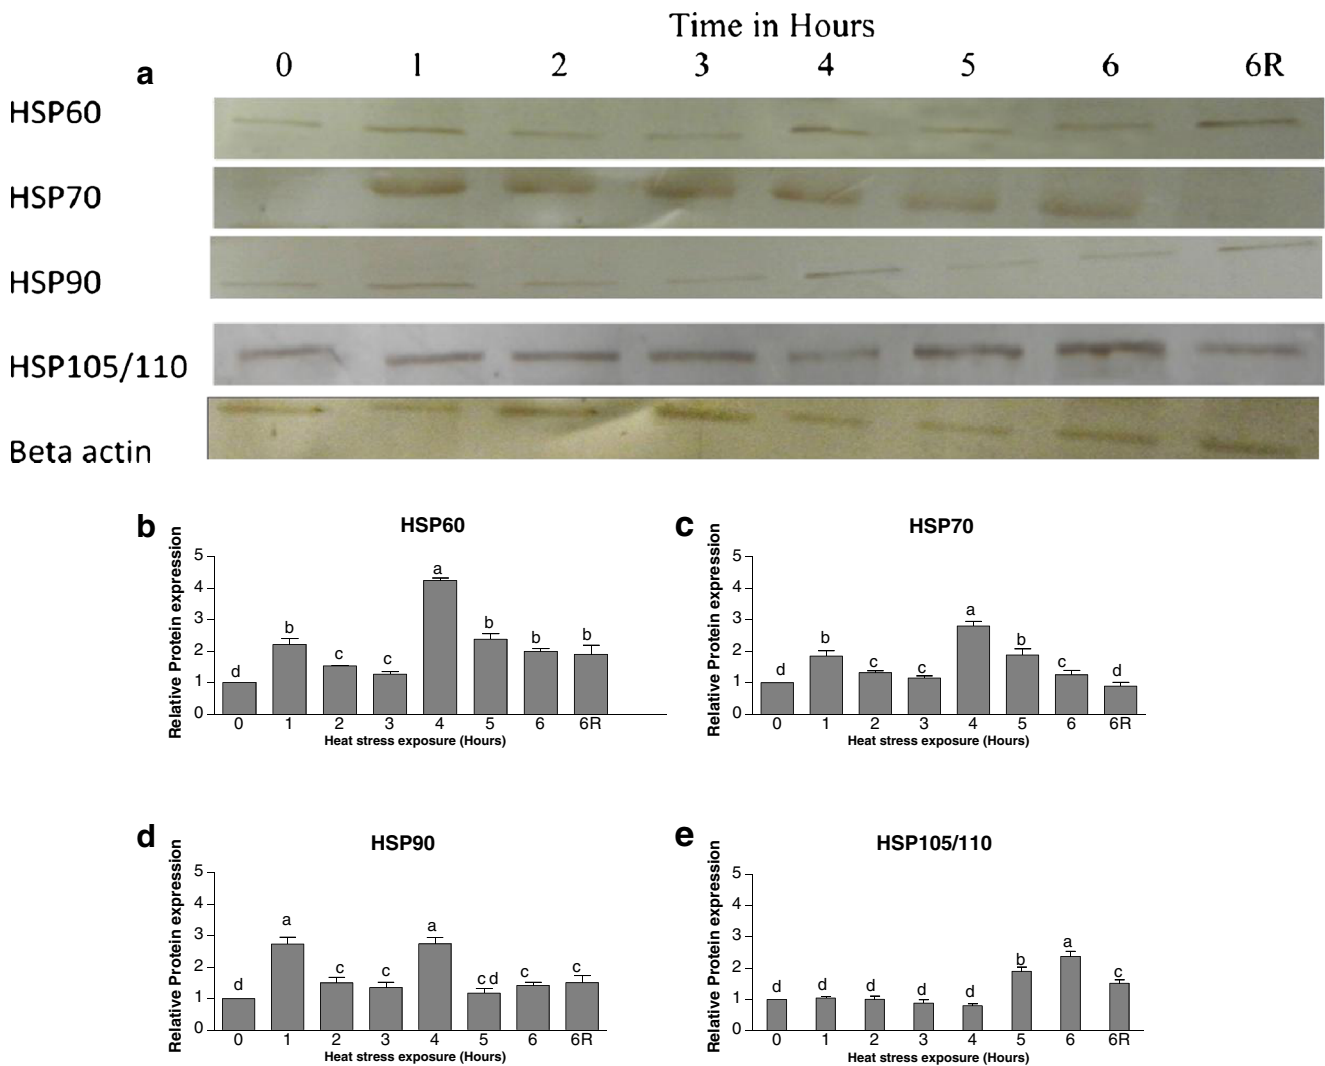 Time in Hours
a 0 1 2 3 4 5 6 6R
HSP60
HSP70
HSP90
HSP105/110
Beta actin
b HSP60
Relative Protein expression
5
4
3
2
1
0
d b c c a b b b
0 1 2 3 4 5 6 6R
Heat stress exposure (Hours)
c HSP70
Relative Protein expression
5
4
3
2
1
0
d b c c a b c d
0 1 2 3 4 5 6 6R
Heat stress exposure (Hours)
d HSP90
Relative Protein expression
5
4
3
2
1
0
d a c c a c d c c
0 1 2 3 4 5 6 6R
Heat stress exposure (Hours)
e HSP105/110
Relative Protein expression
5
4
3
2
1
0
d d d d d b a c
0 1 2 3 4 5 6 6R
Heat stress exposure (Hours)